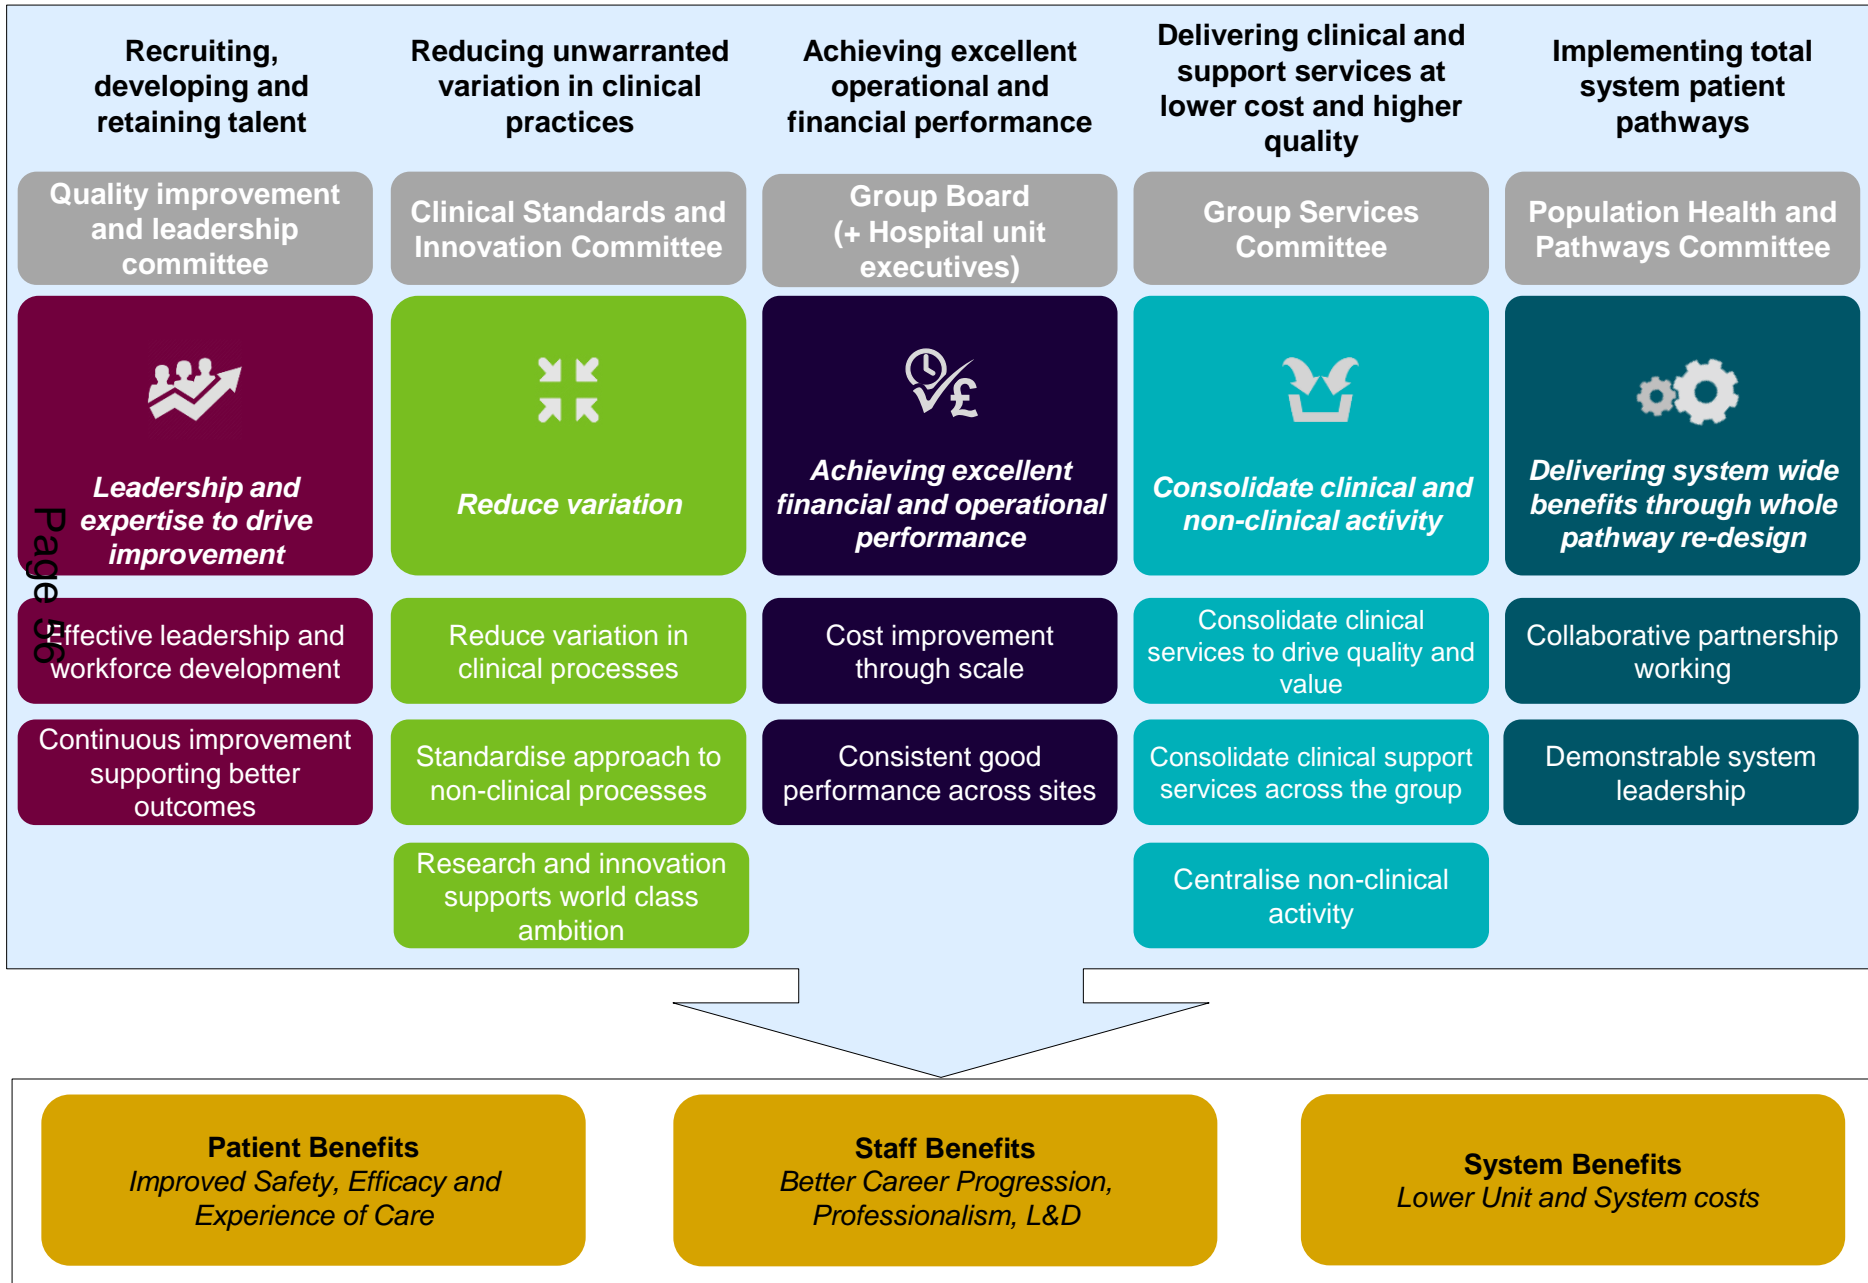 Recruiting,
developing and
retaining talent
Reducing unwarranted
variation in clinical
practices
Achieving excellent
operational and
financial performance
Delivering clinical and
support services at
lower cost and higher
quality
Implementing total
system patient
pathways
Quality improvement
and leadership
committee
Clinical Standards and
Innovation Committee
Group Board
(+ Hospital unit
executives)
Group Services
Committee
Population Health and
Pathways Committee
£
Leadership and
expertise to drive
improvement
Reduce variation
Achieving excellent
financial and operational
performance
Consolidate clinical and
non-clinical activity
Delivering system wide
benefits through whole
pathway re-design
Page 56
Effective leadership and
workforce development
Reduce variation in
clinical processes
Cost improvement
through scale
Consolidate clinical
services to drive quality and
value
Collaborative partnership
working
Continuous improvement
supporting better
outcomes
Standardise approach to
non-clinical processes
Consistent good
performance across sites
Consolidate clinical support
services across the group
Demonstrable system
leadership
Research and innovation
supports world class
ambition
Centralise non-clinical
activity
Patient Benefits
Improved Safety, Efficacy and
Experience of Care
Staff Benefits
Better Career Progression,
Professionalism, L&D
System Benefits
Lower Unit and System costs